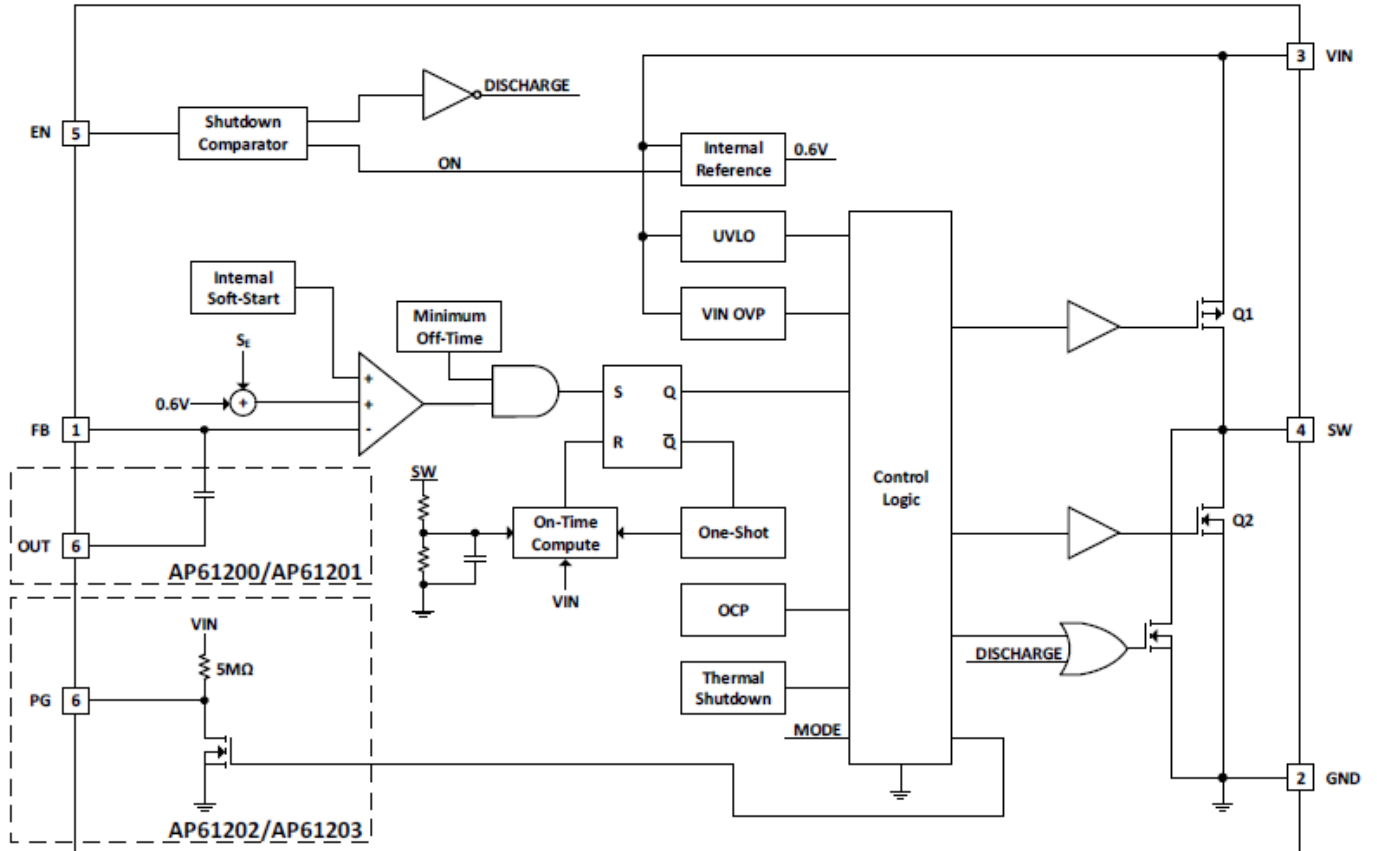 3 VIN
DISCHARGE
EN 5
Shutdown
Comparator
ON
Internal
Reference
0.6V
UVLO
Internal
Soft-Start
VIN OVP
Minimum
Off-Time
Q1
SE
+
+
0.6V
+
-
S Q
FB 1
4 SW
R Q̅
SW
Control
Logic
On-Time
Compute
One-Shot
Q2
OUT 6
AP61200/AP61201
VIN
OCP
VIN
5MΩ
DISCHARGE
Thermal
Shutdown
PG 6
MODE
2 GND
AP61202/AP61203